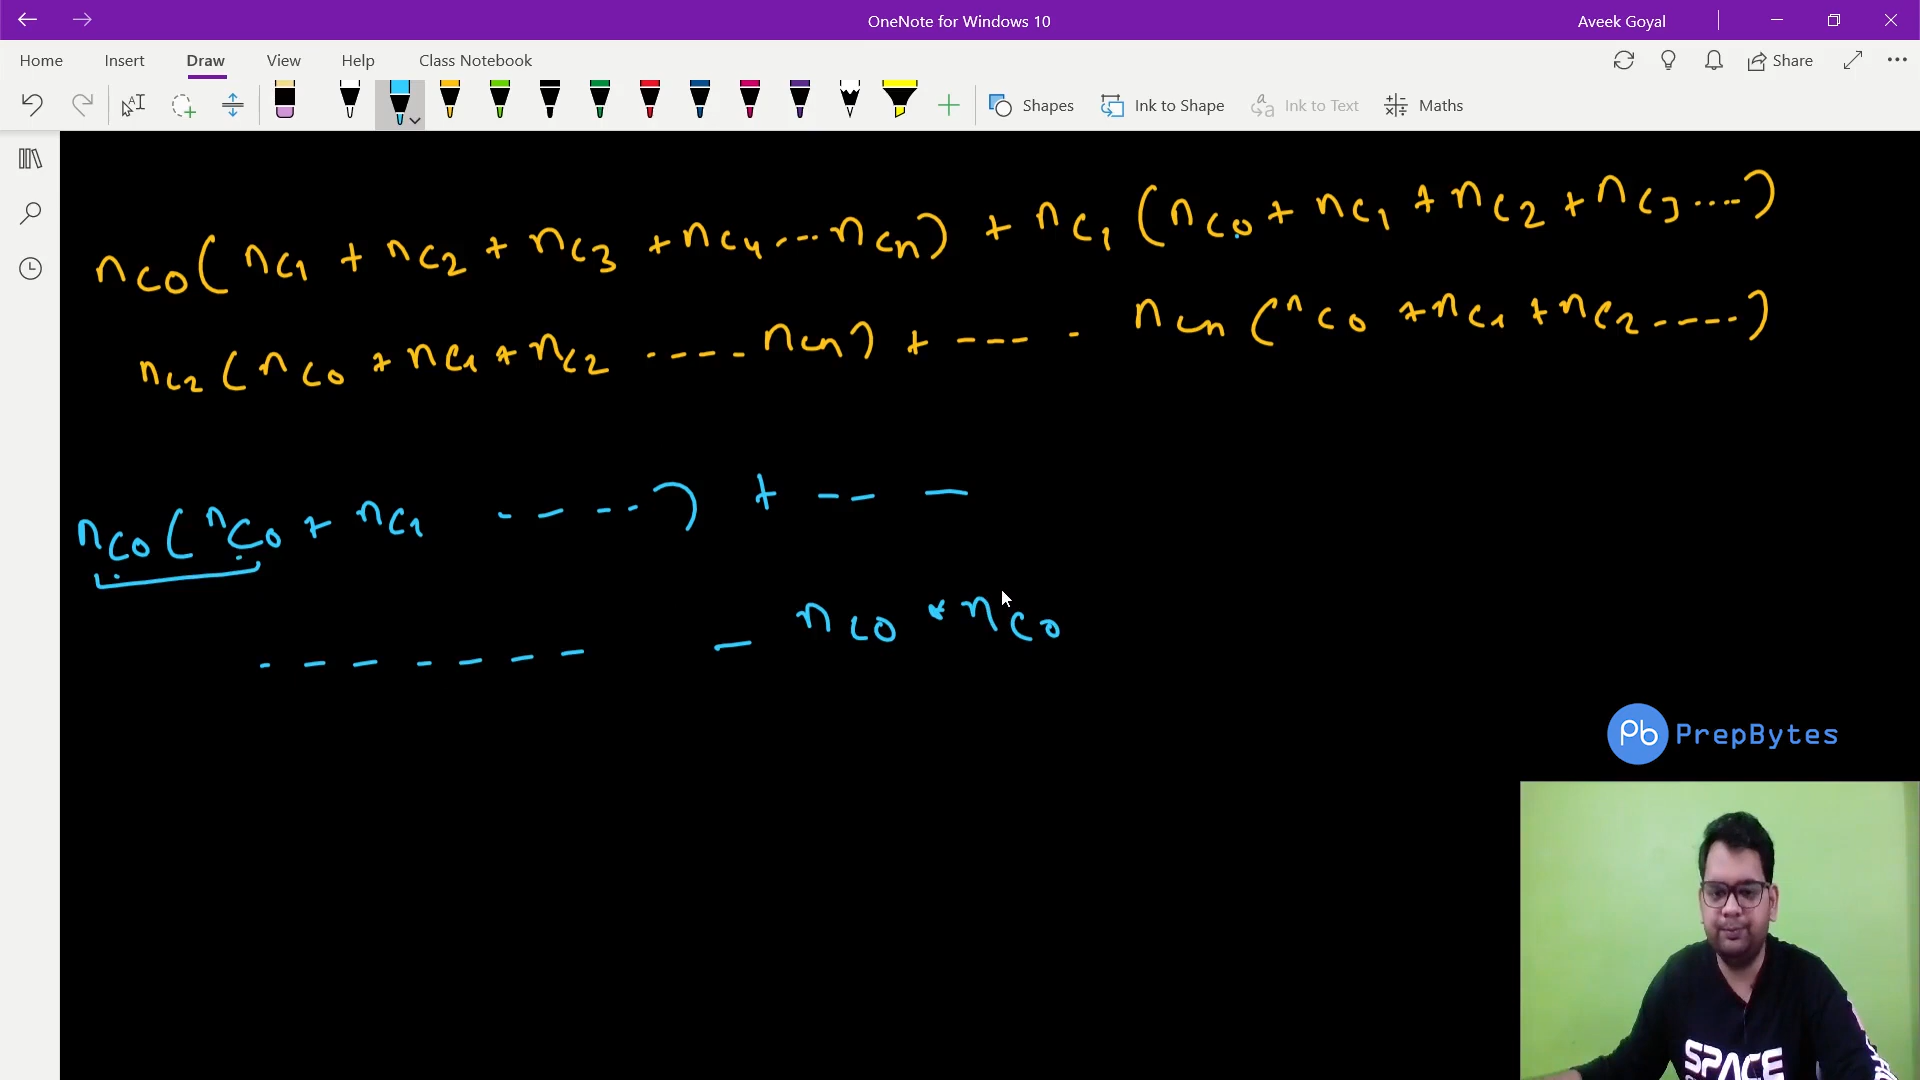 OneNote for Windows 10
Aveek Goyal
Home Insert Draw View Help Class Notebook Share
Shapes Ink to Shape Ink to Text Maths
nC0 ( nC1 + nC2 + nC3 + nC4 ..... nCn ) + nC1 ( nC0 + nC1 + nC2 + nC3 ..... )
nC2 ( nC0 + nC1 + nC2 ..... nCn ) + --- - nCn ( nC0 + nC1 + nC2 ----- )
nC0 ( nC0 + nC1 ----- ) + -- -
------- - nC0 * nC0
Pb PrepBytes
SPACE